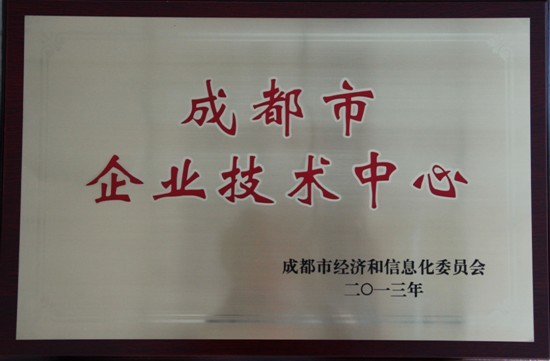 成都市
企业技术中心
成都市经济和信息化委员会
二〇一三年